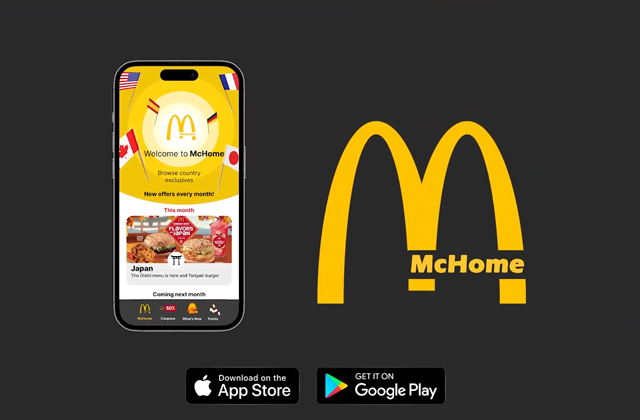 Welcome to McHome
Browse country
exclusives
New offers every month!
This month
FLAVORS
OF JAPAN
Japan
The Oishii menu is here and Teriyaki burger
Coming next month
McHome
Coupons
What's New
Points
McHome
Download on the
App Store
GET IT ON
Google Play